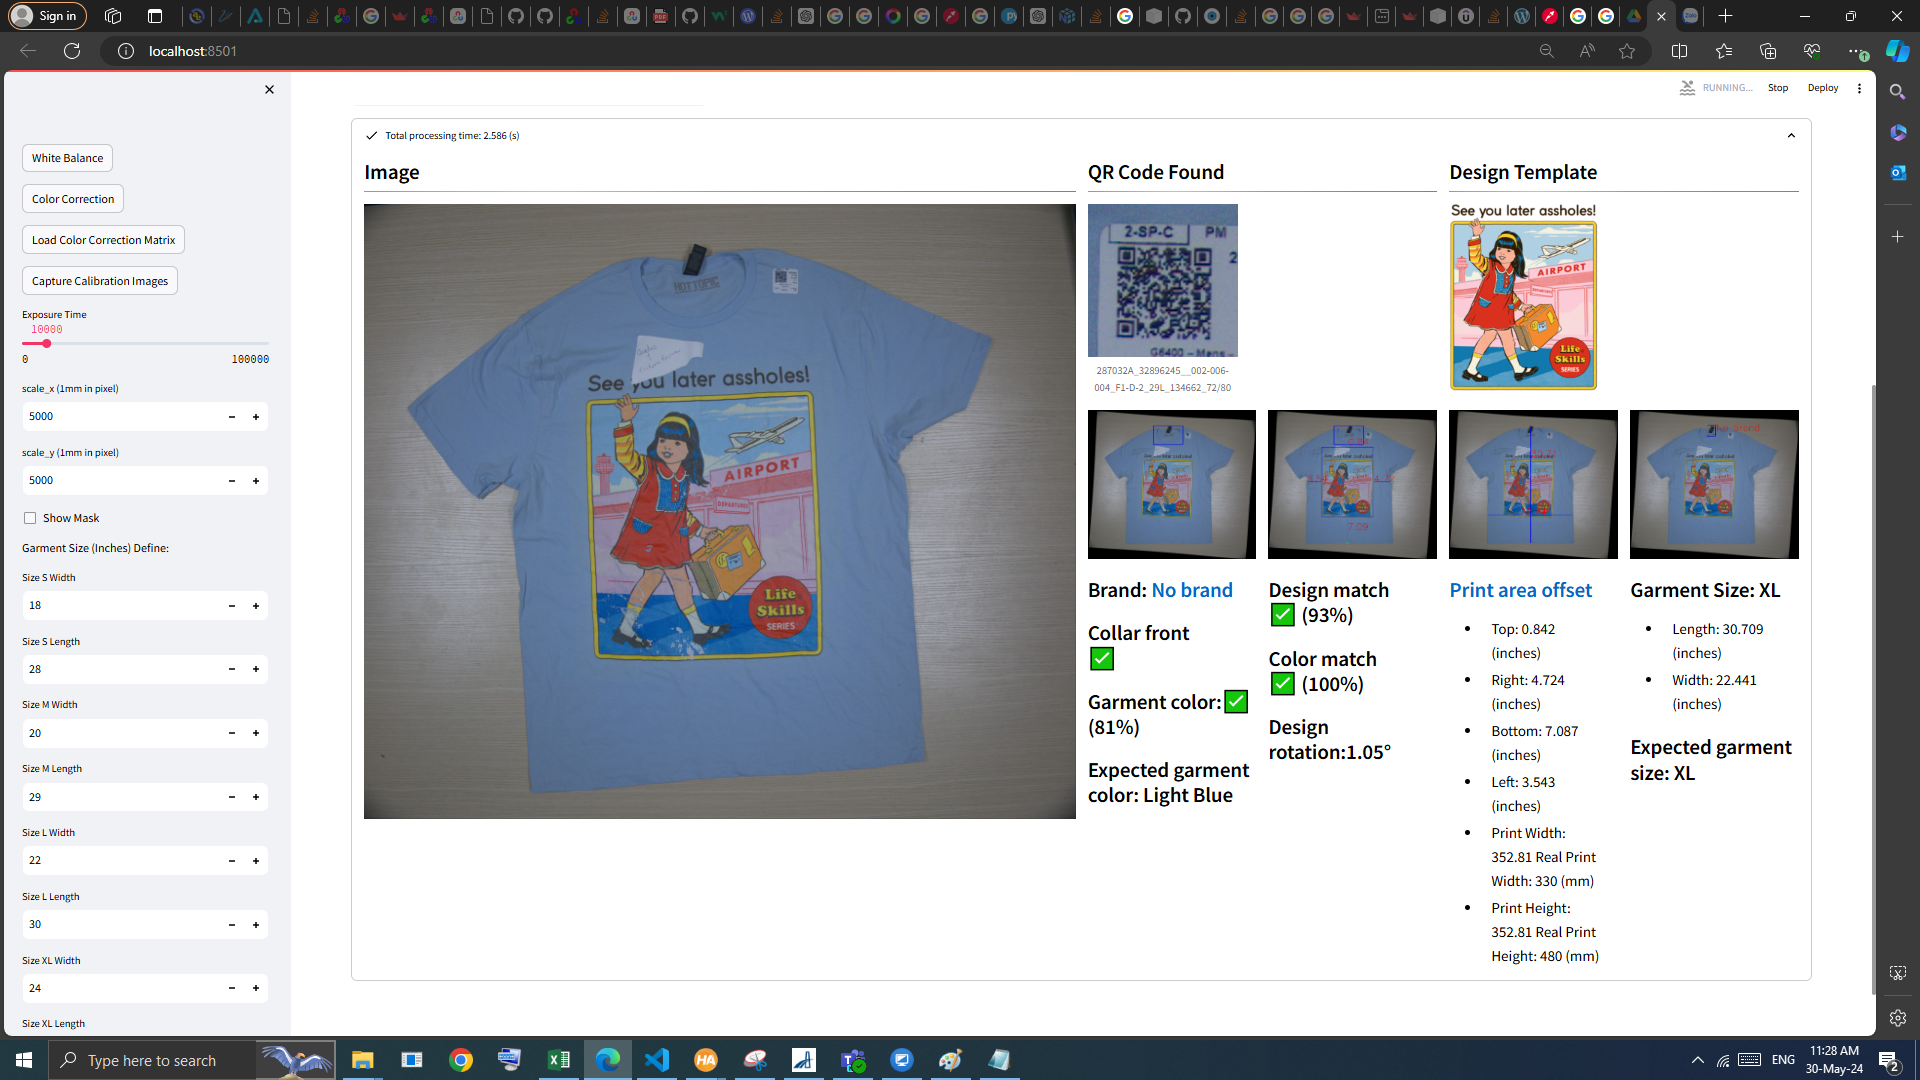 Sign in
localhost:8501
RUNNING...
Stop
Deploy
White Balance
Color Correction
Load Color Correction Matrix
Capture Calibration Images
Exposure Time
10000
0
100000
scale_x (1mm in pixel)
5000
scale_y (1mm in pixel)
5000
Show Mask
Garment Size (Inches) Define:
Size S Width
18
Size S Length
28
Size M Width
20
Size M Length
29
Size L Width
22
Size L Length
30
Size XL Width
24
Size XL Length
Total processing time: 2.586 (s)
Image
HOTTOPIC
See you later assholes!
AIRPORT
DEPARTURES
Life
Skills
SERIES
QR Code Found
2-SP-C PM
2
G6400 – Mens -
287032A_32896245__002-006-
004_F1-D-2_29L_134662_72/80
Design Template
See you later assholes!
AIRPORT
DEPARTURES
Life
Skills
SERIES
Brand: No brand
Collar front
Garment color:
(81%)
Expected garment
color: Light Blue
7.09
Design match
(93%)
Color match
(100%)
Design
rotation:1.05°
Print area offset
Top: 0.842
(inches)
Right: 4.724
(inches)
Bottom: 7.087
(inches)
Left: 3.543
(inches)
Print Width:
352.81 Real Print
Width: 330 (mm)
Print Height:
352.81 Real Print
Height: 480 (mm)
Garment Size: XL
Length: 30.709
(inches)
Width: 22.441
(inches)
Expected garment
size: XL
Type here to search
ENG
11:28 AM
30-May-24
2